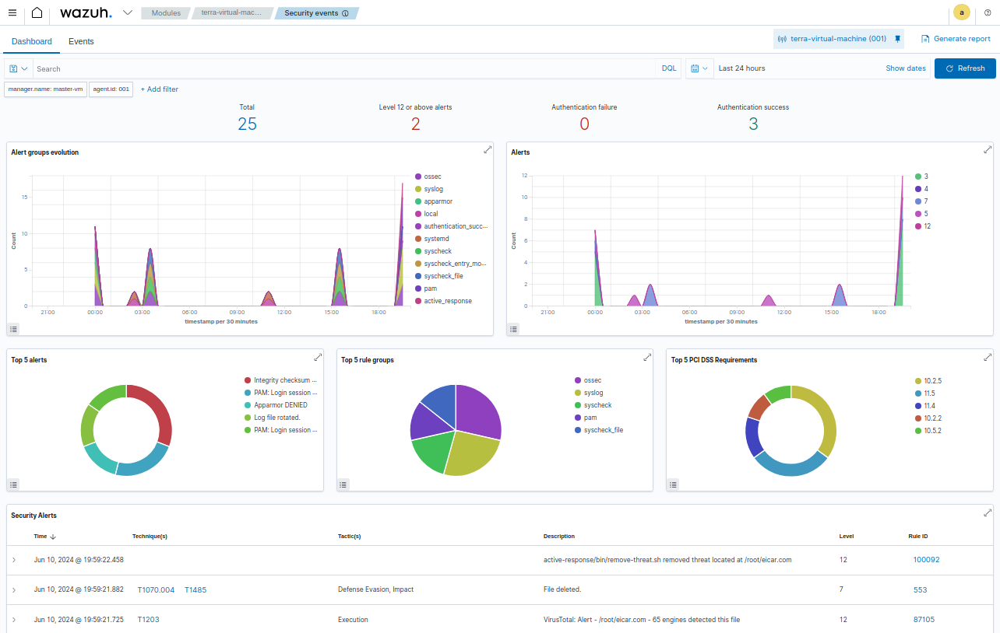 wazuh.
Modules
terra-virtual-mac...
Security events
a
Dashboard
Events
terra-virtual-machine (001)
Generate report
Search
DQL
Last 24 hours
Show dates
Refresh
manager.name: master-vm
agent.id: 001
+ Add filter
Total
25
Level 12 or above alerts
2
Authentication failure
0
Authentication success
3
Alert groups evolution
Count
15
10
5
0
21:00
00:00
03:00
06:00
09:00
12:00
15:00
18:00
timestamp per 30 minutes
ossec
syslog
apparmor
local
authentication_succ...
systemd
syscheck
syscheck_entry_mo...
syscheck_file
pam
active_response
Alerts
Count
12
10
8
6
4
2
0
21:00
00:00
03:00
06:00
09:00
12:00
15:00
18:00
timestamp per 30 minutes
3
4
7
5
12
Top 5 alerts
Integrity checksum ...
PAM: Login session ...
Apparmor DENIED
Log file rotated.
PAM: Login session ...
Top 5 rule groups
ossec
syslog
syscheck
pam
syscheck_file
Top 5 PCI DSS Requirements
10.2.5
11.5
11.4
10.2.2
10.5.2
Security Alerts
Time Technique(s) Tactic(s) Description Level Rule ID
Jun 10, 2024 @ 19:59:22.458 active-response/bin/remove-threat.sh removed threat located at /root/eicar.com 12 100092
Jun 10, 2024 @ 19:59:21.882 T1070.004 T1485 Defense Evasion, Impact File deleted. 7 553
Jun 10, 2024 @ 19:59:21.725 T1203 Execution VirusTotal: Alert - /root/eicar.com - 65 engines detected this file 12 87105